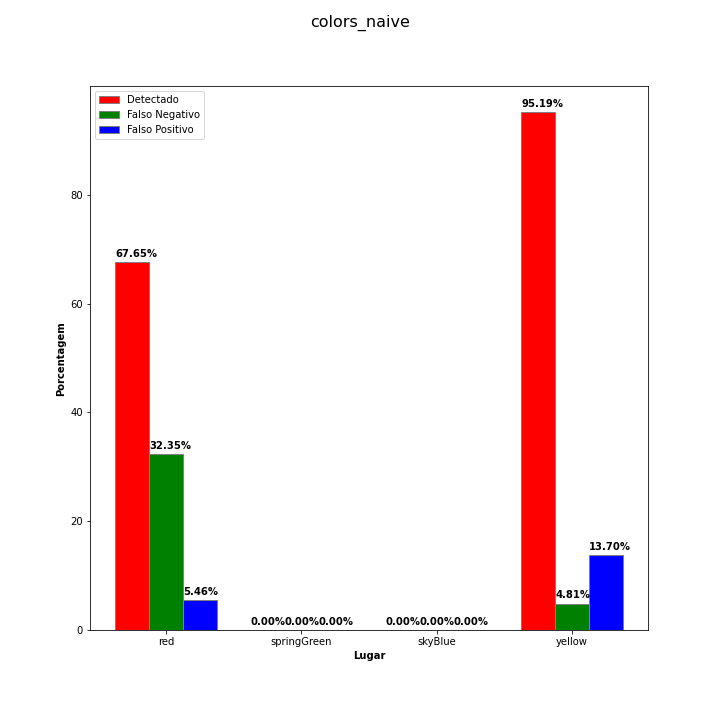 colors_naive
Detectado
Falso Negativo
Falso Positivo
95.19%
80
67.65%
60
Porcentagem
40
32.35%
20
13.70%
5.46%
4.81%
0.00%0.00%0.00%
0.00%0.00%0.00%
0
red springGreen skyBlue yellow
Lugar